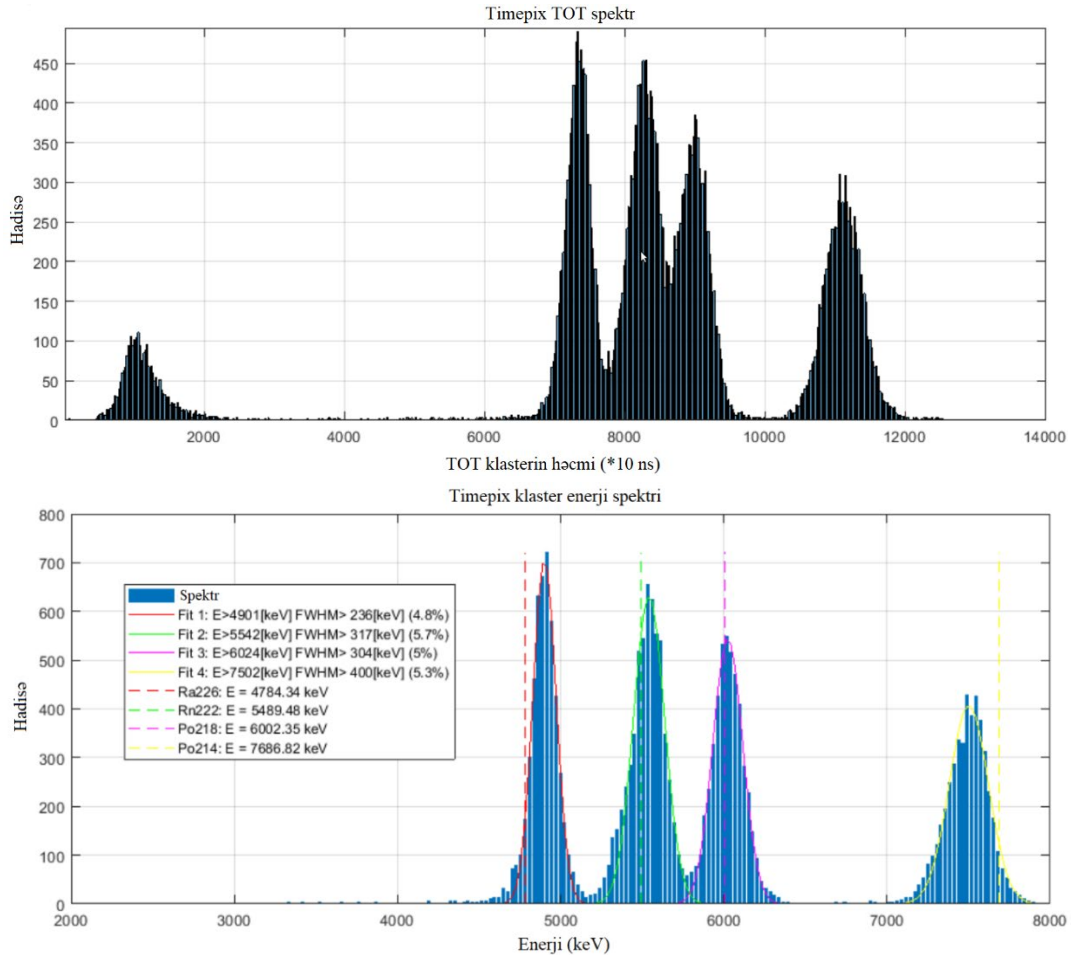 Timepix TOT spektr
450
400
350
300
250
200
150
100
50
0
Hadisə
2000 4000 6000 8000 10000 12000 14000
TOT klasterin həcmi (*10 ns)
Timepix klaster enerji spektri
800
700
600
500
400
300
200
100
0
Hadisə
Spektr
Fit 1: E>4901[keV] FWHM> 236[keV] (4.8%)
Fit 2: E>5542[keV] FWHM> 317[keV] (5.7%)
Fit 3: E>6024[keV] FWHM> 304[keV] (5%)
Fit 4: E>7502[keV] FWHM> 400[keV] (5.3%)
Ra226: E = 4784.34 keV
Rn222: E = 5489.48 keV
Po218: E = 6002.35 keV
Po214: E = 7686.82 keV
2000 3000 4000 5000 6000 7000 8000
Enerji (keV)